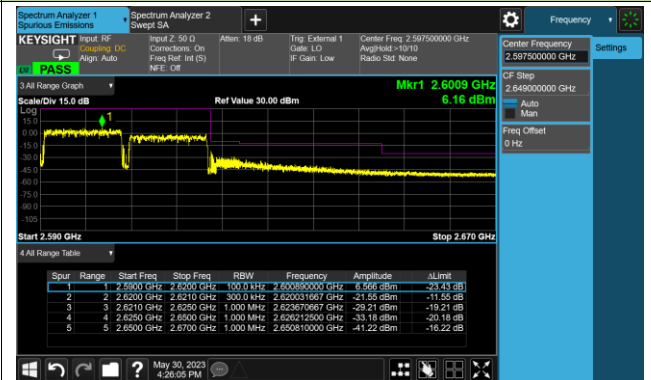 Spectrum Analyzer 1
Spurious Emissions
Spectrum Analyzer 2
Swept SA
+
Frequency
KEYSIGHT
Input: RF
Coupling: DC
Align: Auto
Input Z: 50 Ω
Corrections: On
Freq Ref: Int (S)
NFE: Off
Atten: 18 dB
Trig: External 1
Gate: LO
IF Gain: Low
Center Freq: 2.597500000 GHz
Avg|Hold:>10/10
Radio Std: None
PASS
Center Frequency
2.597500000 GHz
Settings
CF Step
2.649000000 GHz
Auto
Man
Freq Offset
0 Hz
3 All Range Graph
Mkr1 2.6009 GHz
Scale/Div 15.0 dB
Ref Value 30.00 dBm
6.16 dBm
Log
15.0
0.00
-15.0
-30.0
-45.0
-60.0
-75.0
-90.0
-105
1
Start 2.590 GHz
Stop 2.670 GHz
4 All Range Table
Spur Range Start Freq Stop Freq RBW Frequency Amplitude ΔLimit
1 1 2.5900 GHz 2.6200 GHz 100.0 kHz 2.600890000 GHz 6.566 dBm -23.43 dB
2 2 2.6200 GHz 2.6210 GHz 300.0 kHz 2.620031667 GHz -21.55 dBm -11.55 dB
3 3 2.6210 GHz 2.6250 GHz 1.000 MHz 2.623670667 GHz -29.21 dBm -19.21 dB
4 4 2.6250 GHz 2.6500 GHz 1.000 MHz 2.626212500 GHz -33.18 dBm -20.18 dB
5 5 2.6500 GHz 2.6700 GHz 1.000 MHz 2.650810000 GHz -41.22 dBm -16.22 dB
?
May 30, 2023
4:26:05 PM